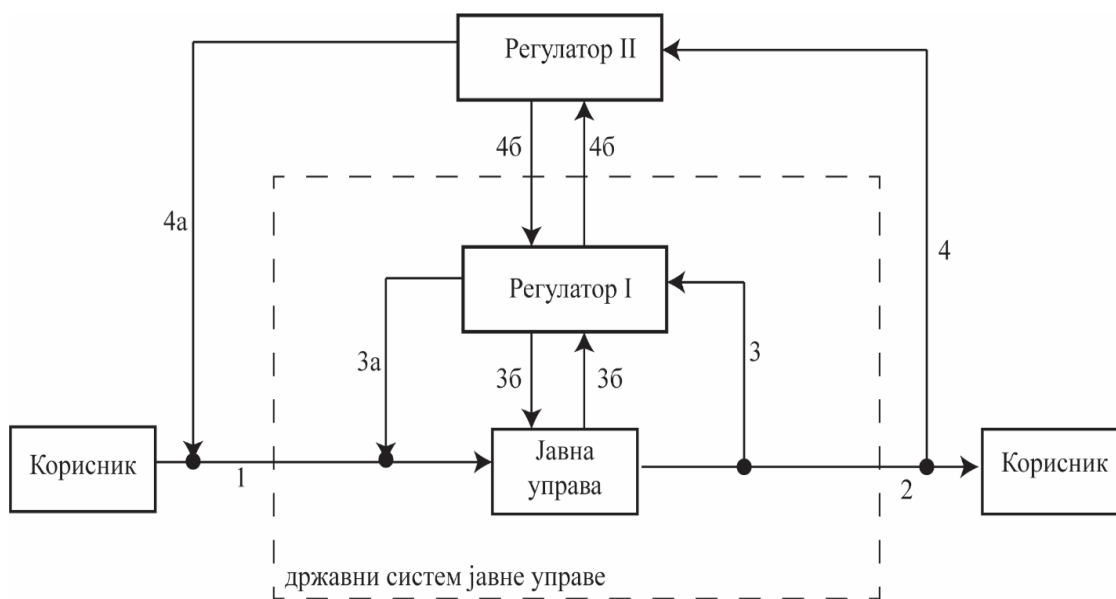 Регулатор II
4б
4б
4а
4
Регулатор I
3а
3б
3б
3
Корисник
1
Јавна
управа
2
Корисник
државни систем јавне управе